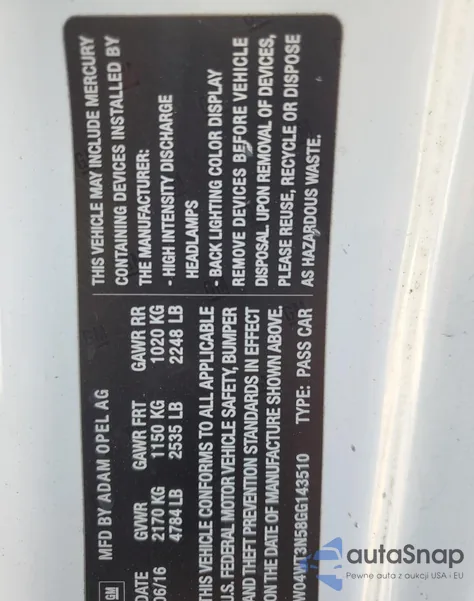 GM
MFD BY ADAM OPEL AG
DATE GVWR GAWR FRT GAWR RR
06/16 2170 KG 1150 KG 1020 KG
4784 LB 2535 LB 2248 LB
THIS VEHICLE CONFORMS TO ALL APPLICABLE
U.S. FEDERAL MOTOR VEHICLE SAFETY, BUMPER
AND THEFT PREVENTION STANDARDS IN EFFECT
ON THE DATE OF MANUFACTURE SHOWN ABOVE.
W04WT3N58GG143510 TYPE: PASS CAR
THIS VEHICLE MAY INCLUDE MERCURY
CONTAINING DEVICES INSTALLED BY
THE MANUFACTURER:
- HIGH INTENSITY DISCHARGE
HEADLAMPS
- BACK LIGHTING COLOR DISPLAY
REMOVE DEVICES BEFORE VEHICLE
DISPOSAL. UPON REMOVAL OF DEVICES,
PLEASE REUSE, RECYCLE OR DISPOSE
AS HAZARDOUS WASTE.
autaSnap
Pewne auta z aukcji USA i EU